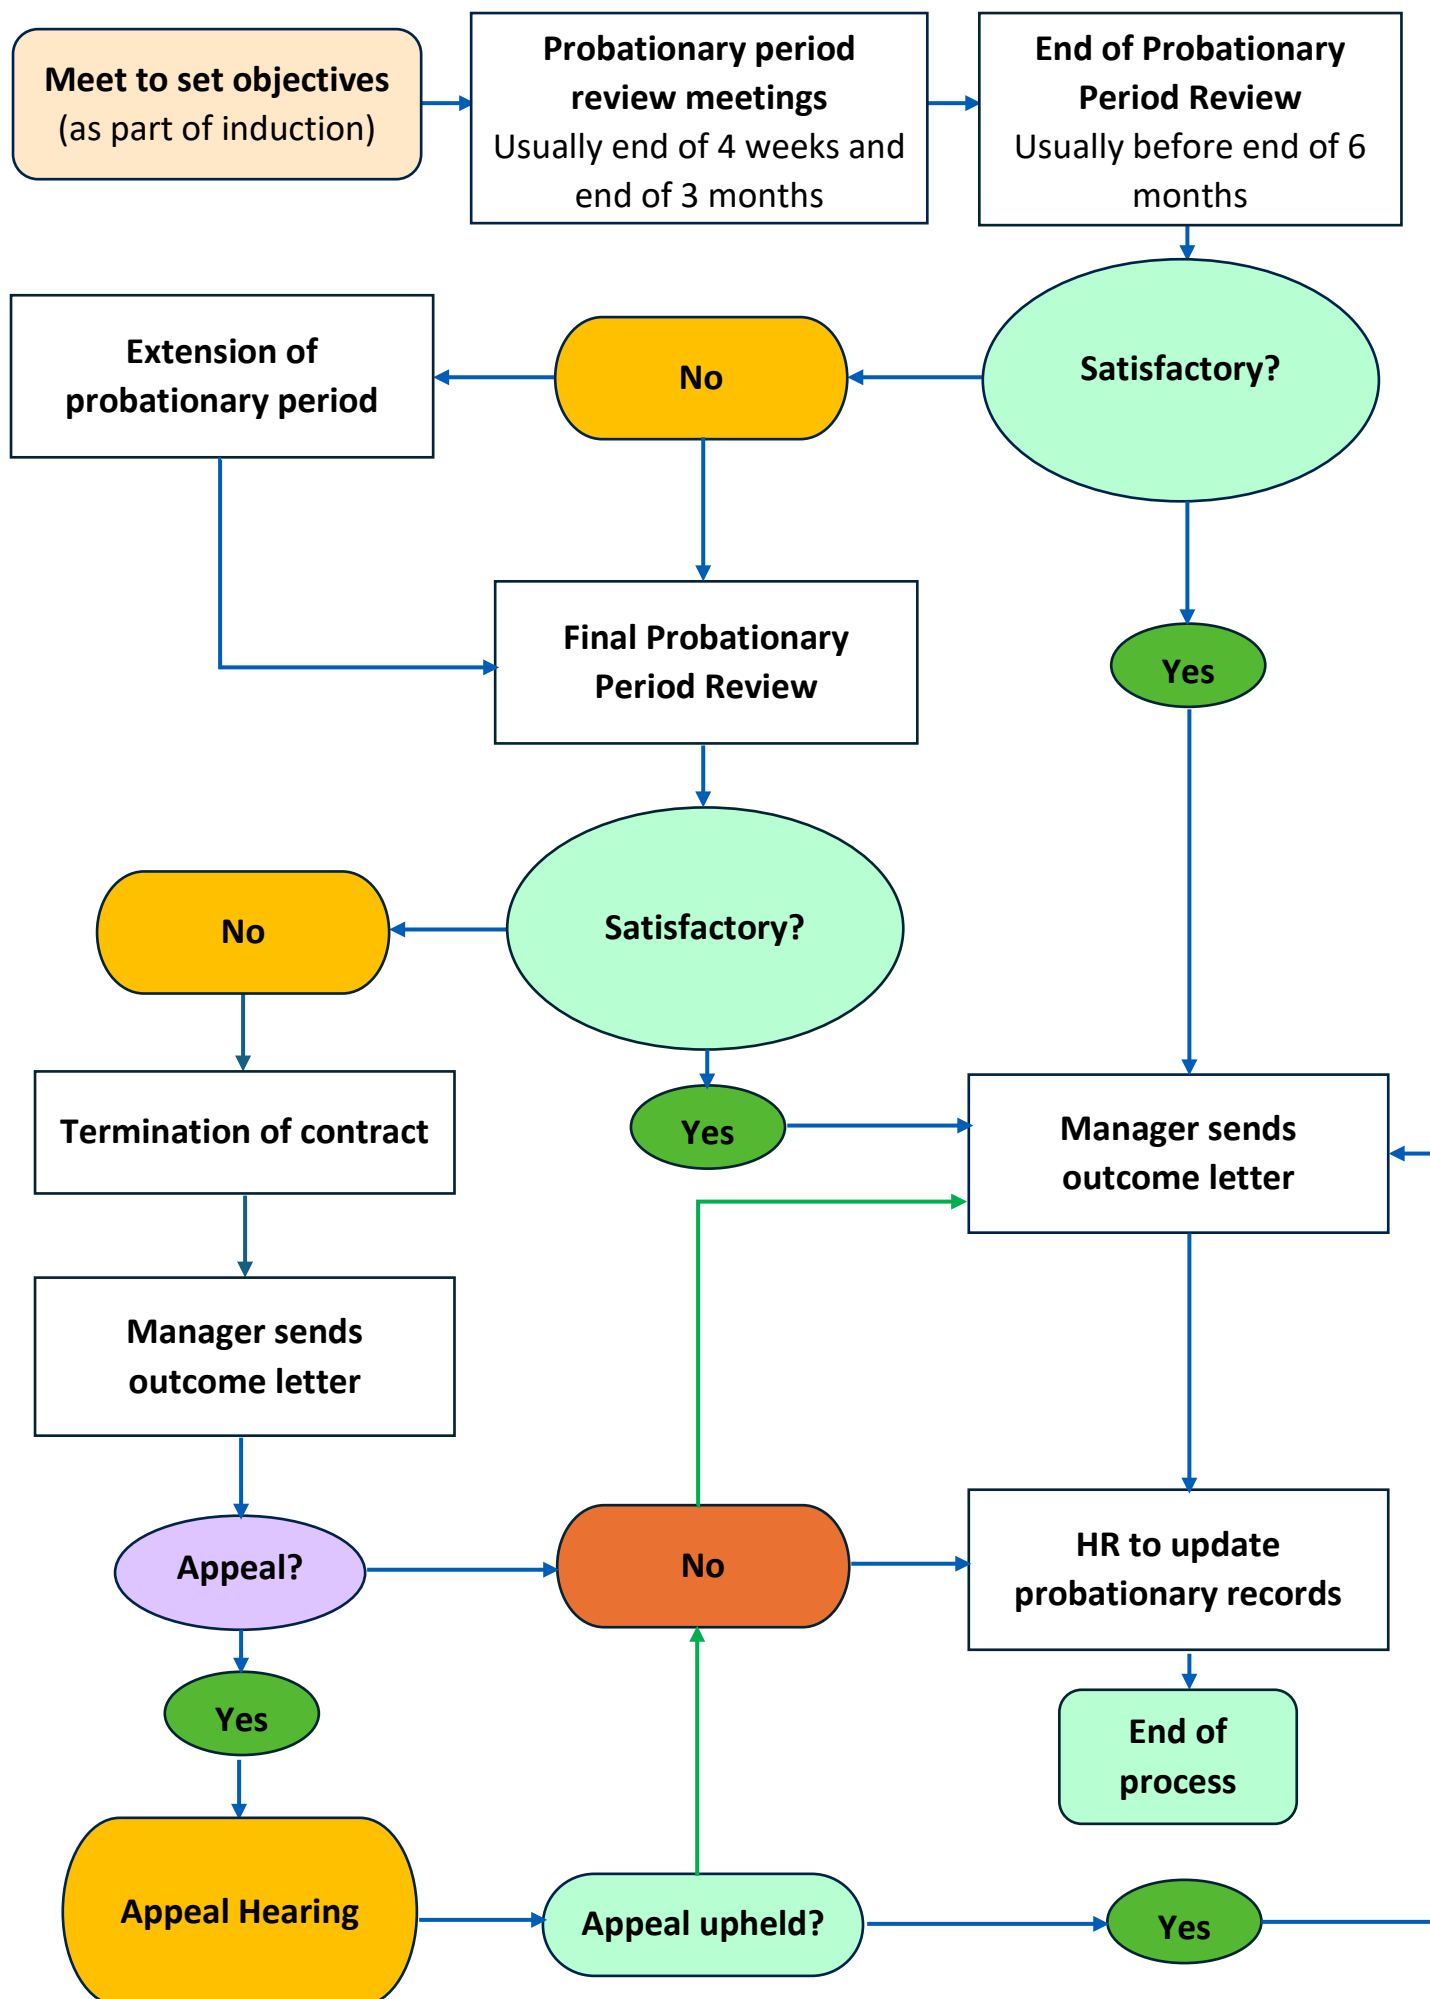 Meet to set objectives
(as part of induction)
Probationary period
review meetings
Usually end of 4 weeks and
end of 3 months
End of Probationary
Period Review
Usually before end of 6
months
Satisfactory?
No
Extension of
probationary period
Yes
Final Probationary
Period Review
Satisfactory?
No
Yes
Termination of contract
Manager sends
outcome letter
Manager sends
outcome letter
Appeal?
No
HR to update
probationary records
Yes
End of
process
Appeal Hearing
Appeal upheld?
Yes